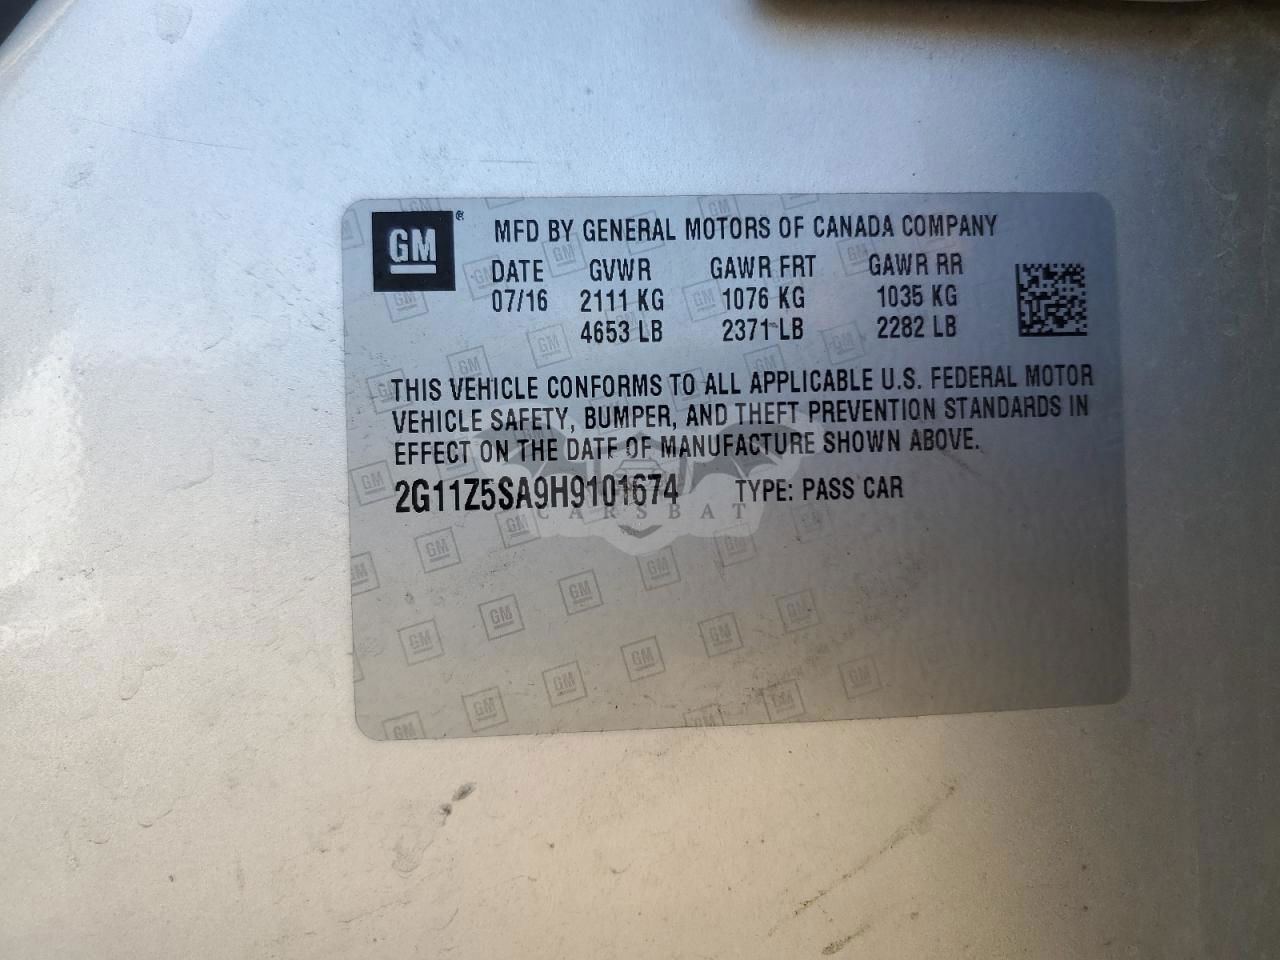 GM® MFD BY GENERAL MOTORS OF CANADA COMPANY
DATE GVWR GAWR FRT GAWR RR
07/16 2111 KG 1076 KG 1035 KG
4653 LB 2371 LB 2282 LB
THIS VEHICLE CONFORMS TO ALL APPLICABLE U.S. FEDERAL MOTOR
VEHICLE SAFETY, BUMPER, AND THEFT PREVENTION STANDARDS IN
EFFECT ON THE DATE OF MANUFACTURE SHOWN ABOVE.
2G11Z5SA9H9101674 TYPE: PASS CAR
CARSBAT